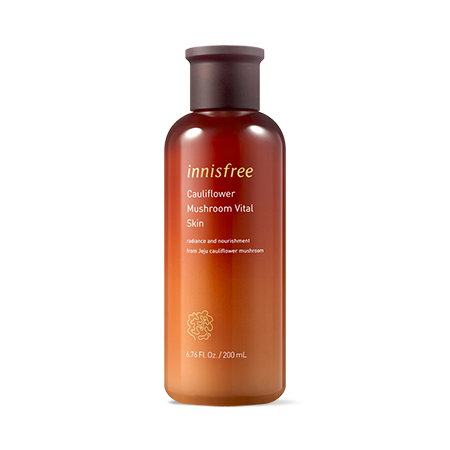 innisfree
Cauliflower
Mushroom Vital
Skin
radiance and nourishment
from Jeju cauliflower mushroom
6.76 Fl. Oz. / 200 mL